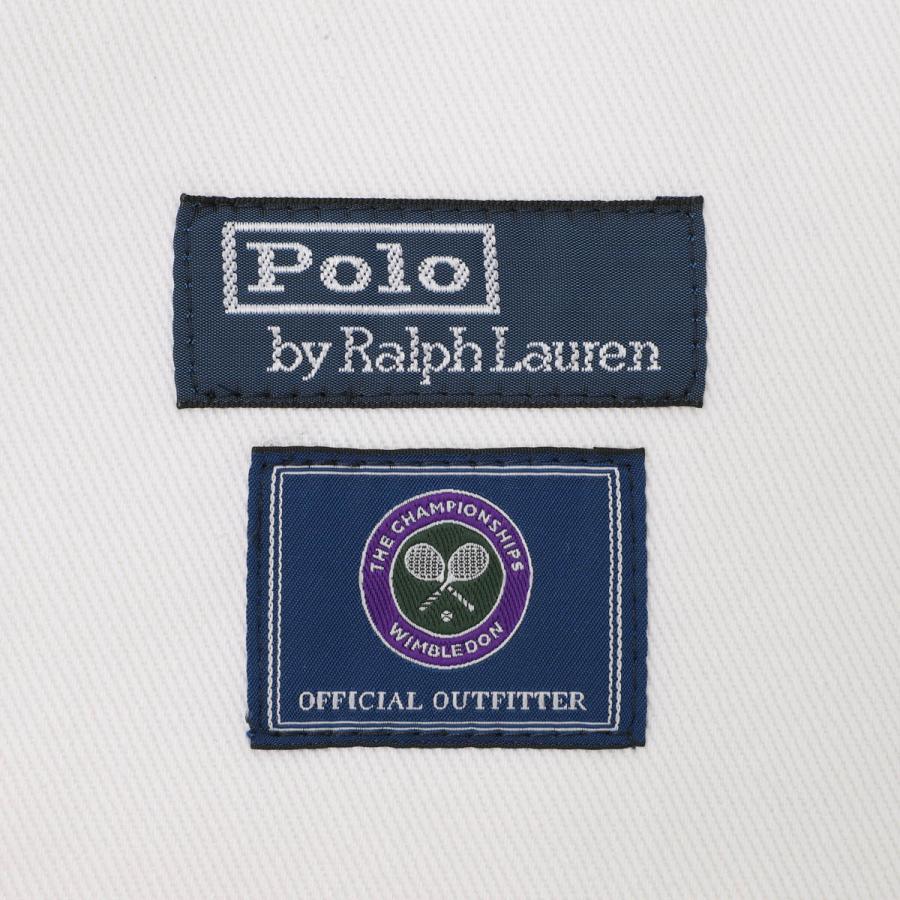 Polo
by Ralph Lauren
THE CHAMPIONSHIPS
WIMBLEDON
OFFICIAL OUTFITTER